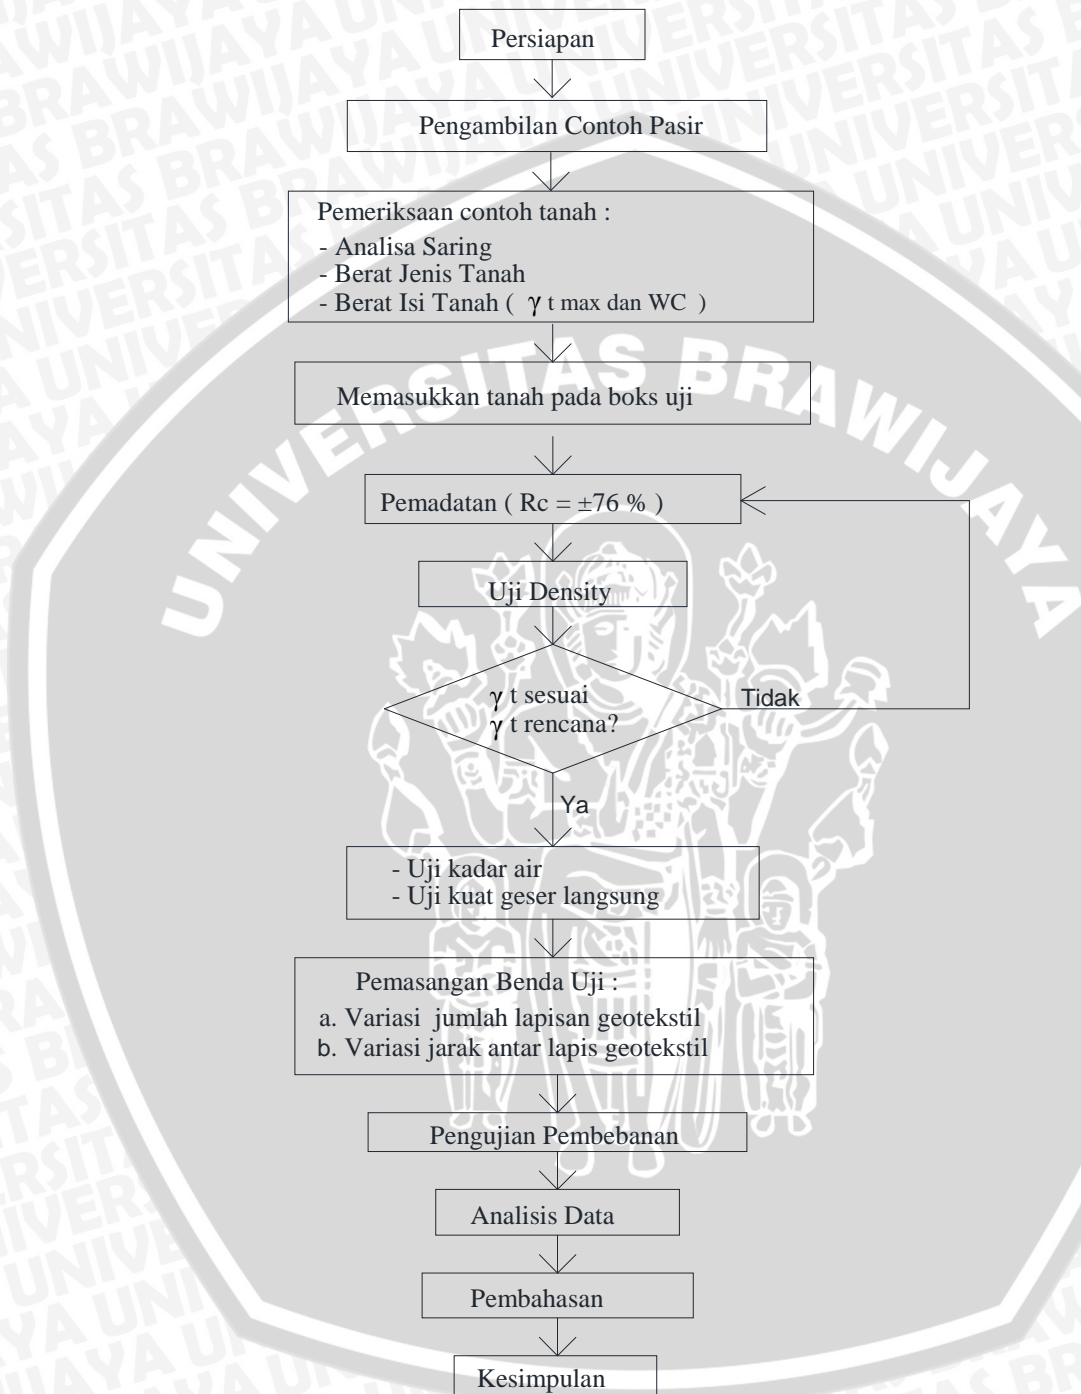 Persiapan
Pengambilan Contoh Pasir
Pemeriksaan contoh tanah :
- Analisa Saring
- Berat Jenis Tanah
- Berat Isi Tanah ( γ t max dan WC )
Memasukkan tanah pada boks uji
Pemadatan ( Rc = ±76 % )
Uji Density
γ t sesuai
γ t rencana?
Tidak
Ya
- Uji kadar air
- Uji kuat geser langsung
Pemasangan Benda Uji :
a. Variasi jumlah lapisan geotekstil
b. Variasi jarak antar lapis geotekstil
Pengujian Pembebanan
Analisis Data
Pembahasan
Kesimpulan
UNIVERSITAS BRAWIJAYA